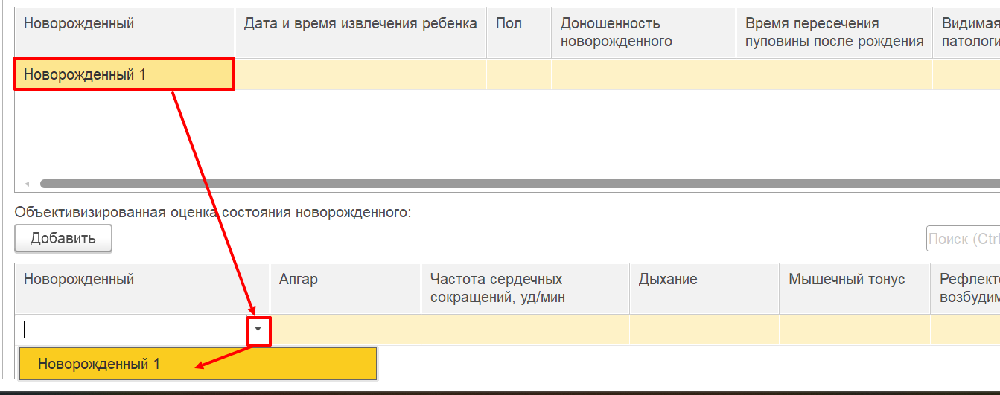 Новорожденный Дата и время извлечения ребенка Пол Доношенность Время пересечения Видимая
новорожденного пуповины после рождения патологи
Новорожденный 1
Объективизированная оценка состояния новорожденного:
Добавить Поиск (Ctrl
Новорожденный Апгар Частота сердечных Дыхание Мышечный тонус Рефлекто
сокращений, уд/мин возбудим
Новорожденный 1